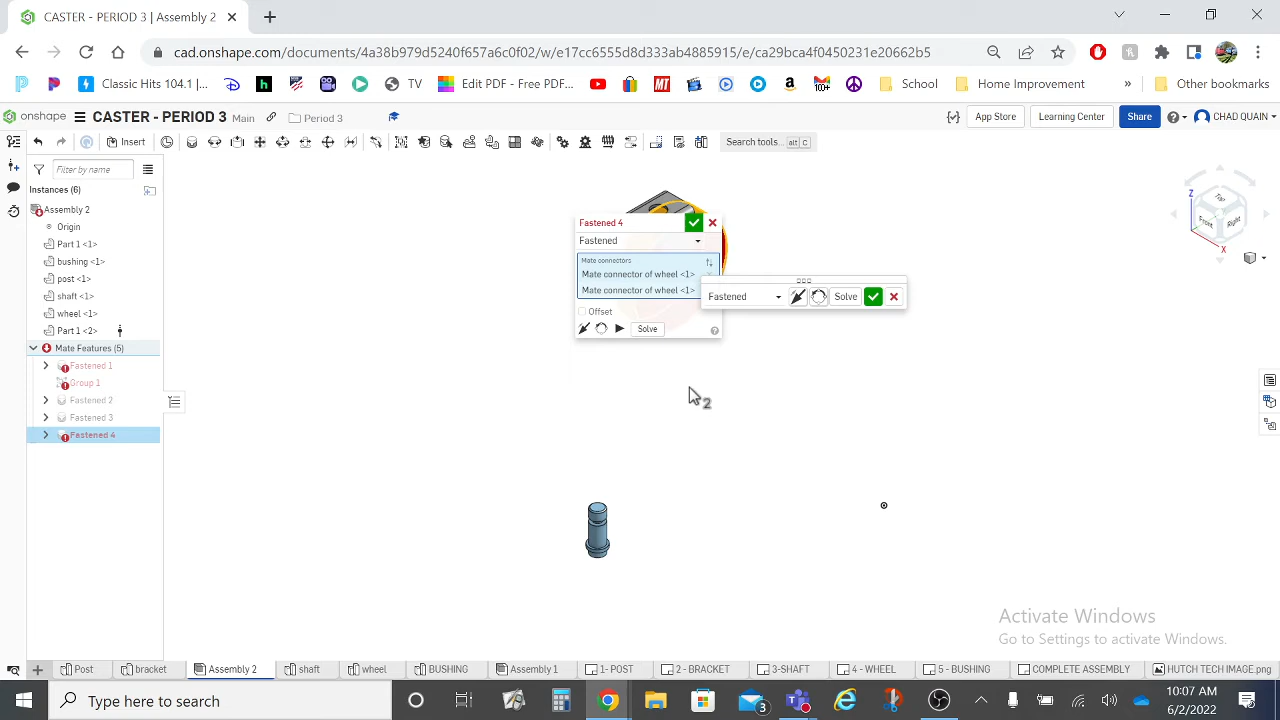 CASTER - PERIOD 3 | Assembly 2
cad.onshape.com/documents/4a38b979d5240f657a6c0f02/w/e17cc6555d8d333ab4885915/e/ca29bca4f0450231e20662b5
Classic Hits 104.1 |...
TV
Edit PDF - Free PDF...
School
Home Improvement
»
Other bookmarks
onshape
CASTER - PERIOD 3
Main
Period 3
App Store
Learning Center
Share
CHAD QUAIN
Insert
Search tools... alt C
Filter by name
Instances (6)
Assembly 2
Origin
Part 1 <1>
bushing <1>
post <1>
shaft <1>
wheel <1>
Part 1 <2>
Mate Features (5)
Fastened 1
Group 1
Fastened 2
Fastened 3
Fastened 4
Fastened 4
Fastened
Mate connectors
Mate connector of wheel <1>
Mate connector of wheel <1>
Offset
Solve
Fastened
Solve
2
Z
X
Top
Front
Right
Activate Windows
Go to Settings to activate Windows.
Post
bracket
Assembly 2
shaft
wheel
BUSHING
Assembly 1
1- POST
2 - BRACKET
3-SHAFT
4 - WHEEL
5 - BUSHING
COMPLETE ASSEMBLY
HUTCH TECH IMAGE.png
Type here to search
3
10:07 AM
6/2/2022